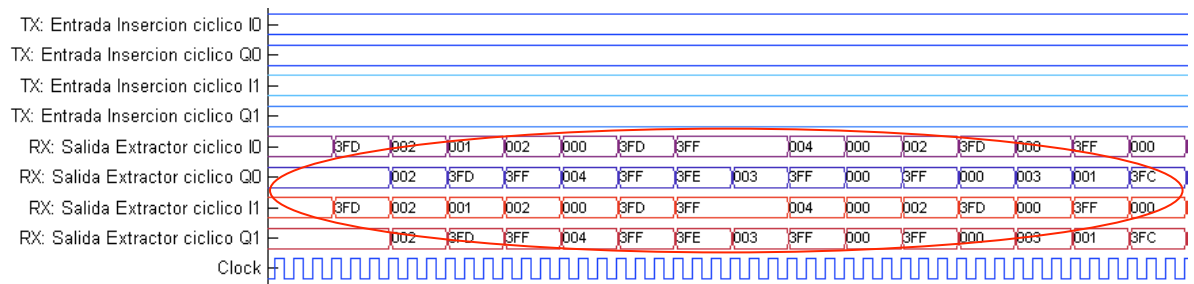 TX: Entrada Insercion ciclico I0
TX: Entrada Insercion ciclico Q0
TX: Entrada Insercion ciclico I1
TX: Entrada Insercion ciclico Q1
RX: Salida Extractor ciclico I0 3FD 002 001 002 000 3FD 3FF 004 000 002 3FD 000 3FF 000
RX: Salida Extractor ciclico Q0 002 3FD 3FF 004 3FF 3FE 003 3FF 000 3FF 000 003 001 3FC
RX: Salida Extractor ciclico I1 3FD 002 001 002 000 3FD 3FF 004 000 002 3FD 000 3FF 000
RX: Salida Extractor ciclico Q1 002 3FD 3FF 004 3FF 3FE 003 3FF 000 3FF 000 003 001 3FC
Clock